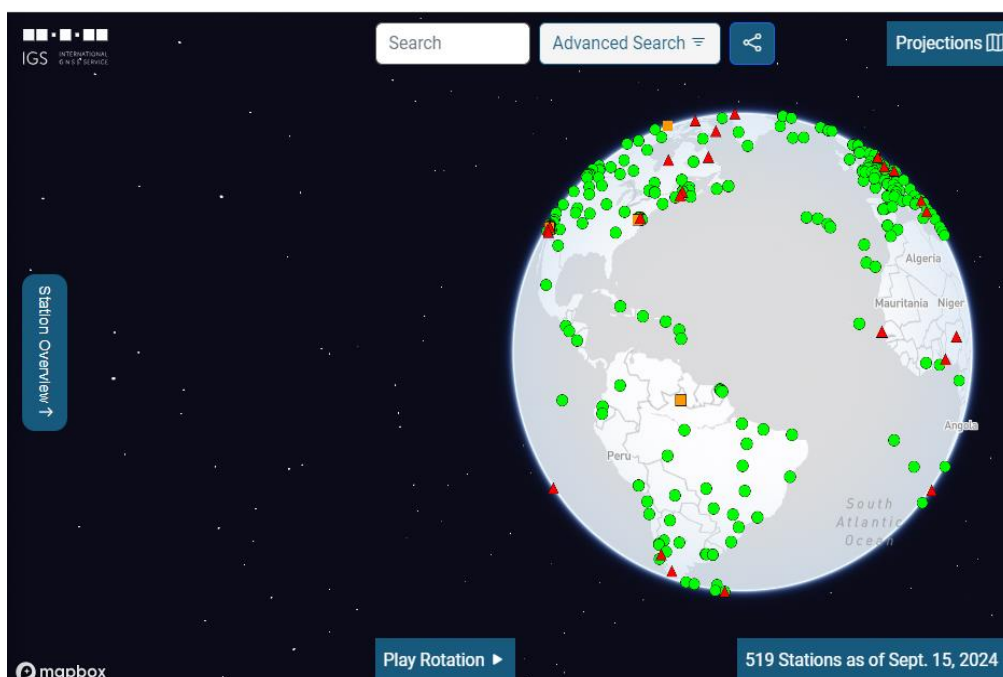 IGS INTERNATIONAL
GNSS SERVICE
Search
Advanced Search
Projections
Station Overview ↑
Algeria
Mauritania Niger
Angola
Peru
South
Atlantic
Ocean
Play Rotation
519 Stations as of Sept. 15, 2024
mapbox